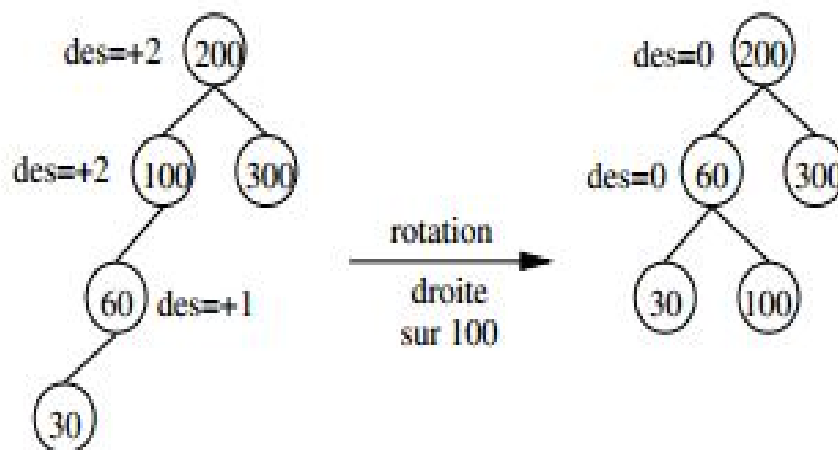 des=+2 200
des=+2 100 300
60 des=+1
30
rotation
droite
sur 100
des=0 200
des=0 60 300
30 100